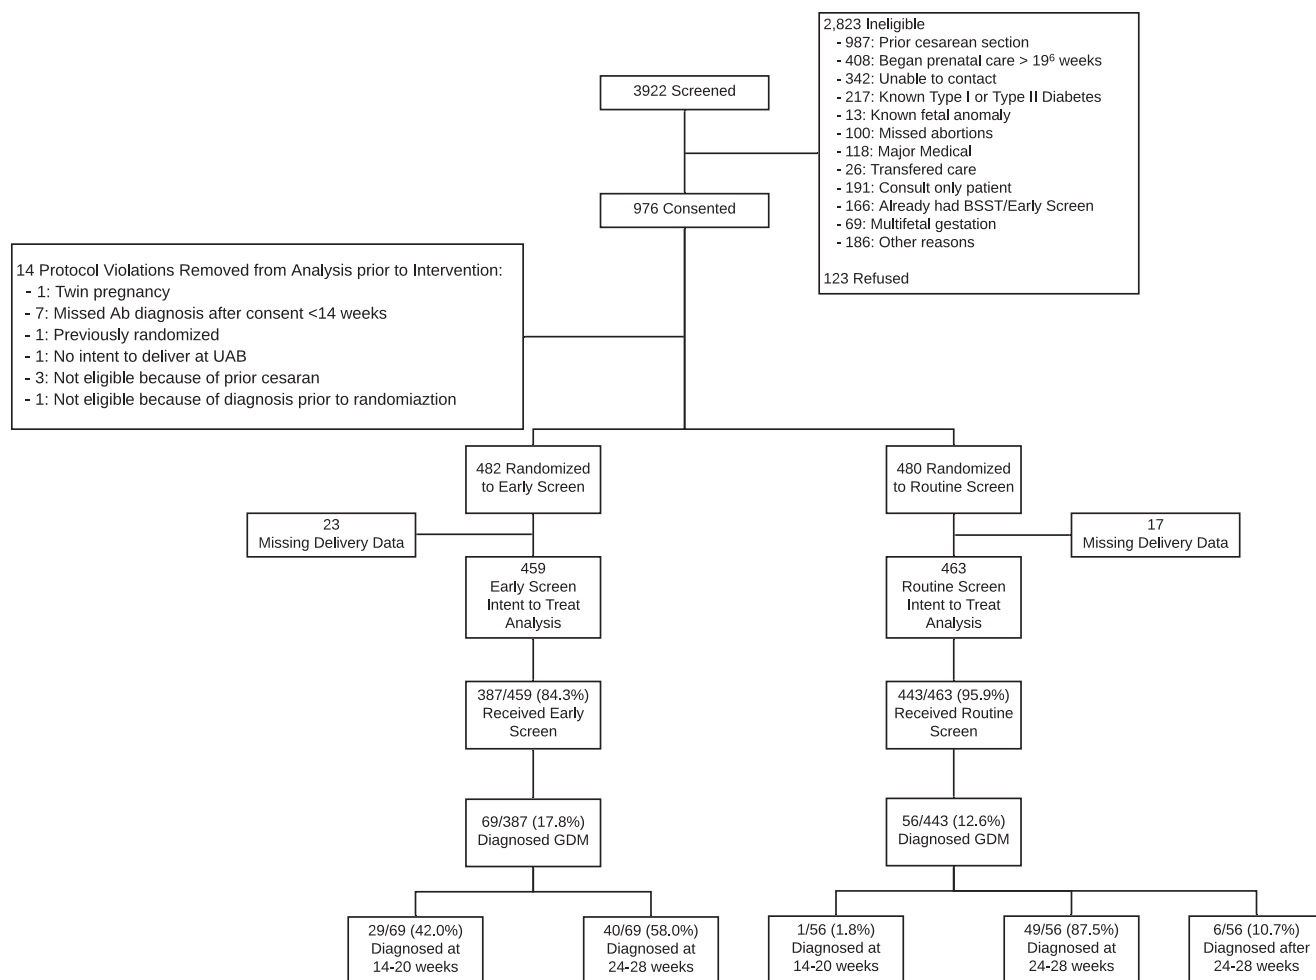 2,823 Ineligible
- 987: Prior cesarean section
- 408: Began prenatal care > 19⁶ weeks
- 342: Unable to contact
- 217: Known Type I or Type II Diabetes
- 13: Known fetal anomaly
- 100: Missed abortions
- 118: Major Medical
- 26: Transfered care
- 191: Consult only patient
- 166: Already had BSST/Early Screen
- 69: Multifetal gestation
- 186: Other reasons
123 Refused
3922 Screened
976 Consented
14 Protocol Violations Removed from Analysis prior to Intervention:
- 1: Twin pregnancy
- 7: Missed Ab diagnosis after consent <14 weeks
- 1: Previously randomized
- 1: No intent to deliver at UAB
- 3: Not eligible because of prior cesaran
- 1: Not eligible because of diagnosis prior to randomiaztion
482 Randomized
to Early Screen
480 Randomized
to Routine Screen
23
Missing Delivery Data
17
Missing Delivery Data
459
Early Screen
Intent to Treat
Analysis
463
Routine Screen
Intent to Treat
Analysis
387/459 (84.3%)
Received Early
Screen
443/463 (95.9%)
Received Routine
Screen
69/387 (17.8%)
Diagnosed GDM
56/443 (12.6%)
Diagnosed GDM
29/69 (42.0%)
Diagnosed at
14-20 weeks
40/69 (58.0%)
Diagnosed at
24-28 weeks
1/56 (1.8%)
Diagnosed at
14-20 weeks
49/56 (87.5%)
Diagnosed at
24-28 weeks
6/56 (10.7%)
Diagnosed after
24-28 weeks